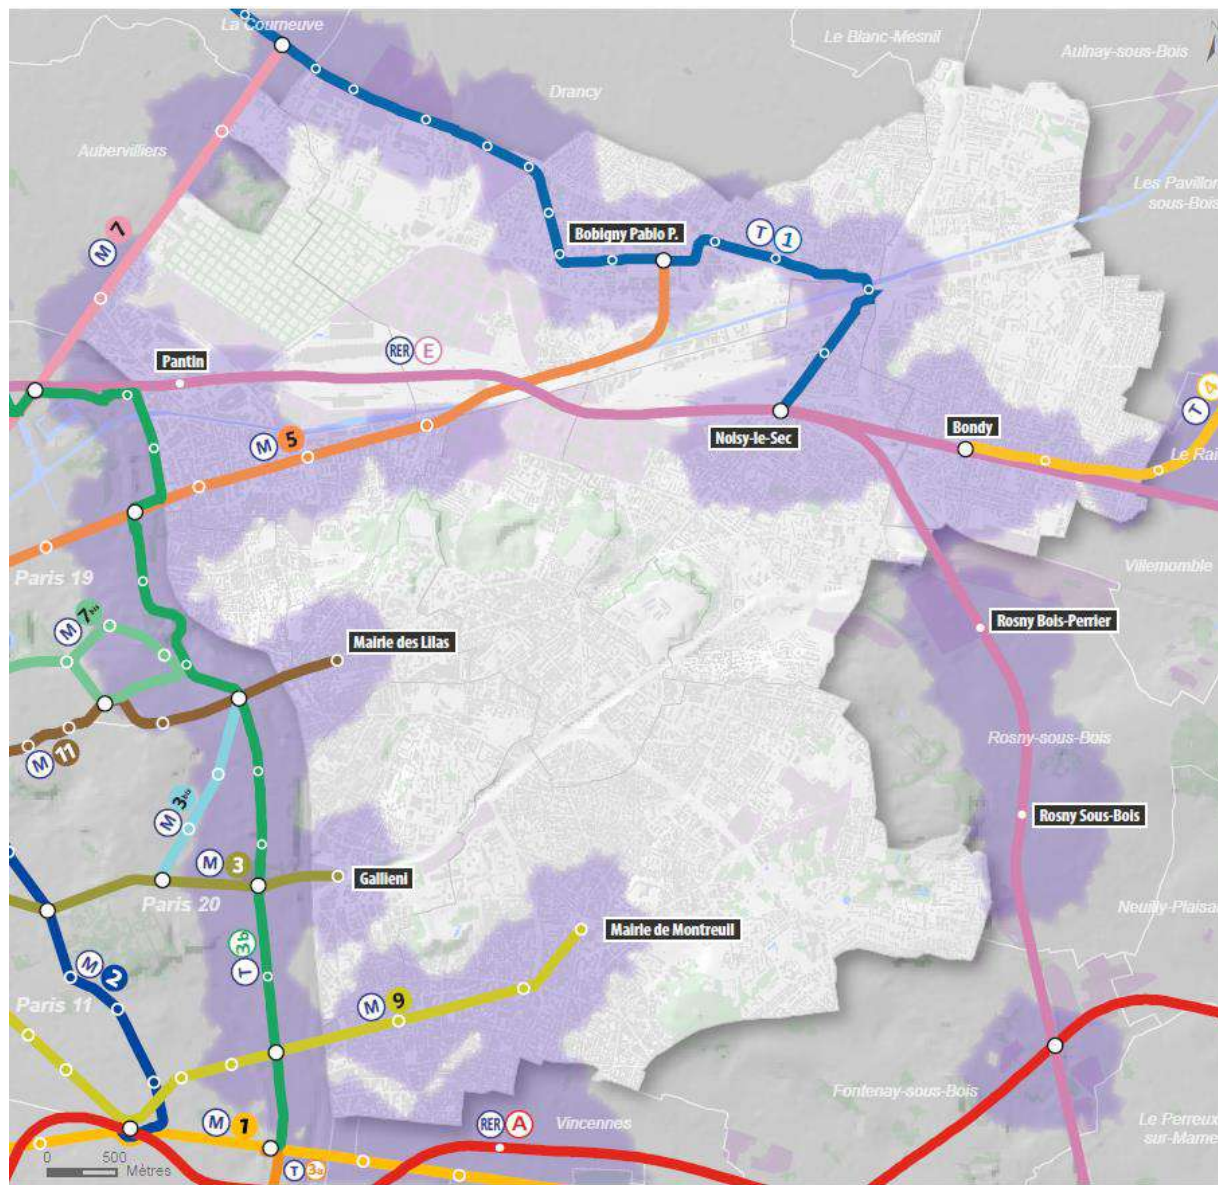 La Courneuve
Le Blanc-Mesnil
Aulnay-sous-Bois
Drancy
Aubervilliers
Les Pavillon
sous-Bois
M 7
Bobigny Pablo P.
T 1
Pantin
RER E
T 4
M 5
Noisy-le-Sec
Bondy
Le Rai
Paris 19
Villemomble
M 7bis
Mairie des Lilas
Rosny Bois-Perrier
M 11
Rosny-sous-Bois
M 3bis
Rosny Sous-Bois
M 3
Gallieni
Paris 20
Neuilly-Plaisan
Mairie de Montreuil
T 3b
M 2
Paris 11
M 9
Fontenay-sous-Bois
M 1
RER A
Vincennes
Le Perreux
sur-Marne
0 500
Mètres
T 3a